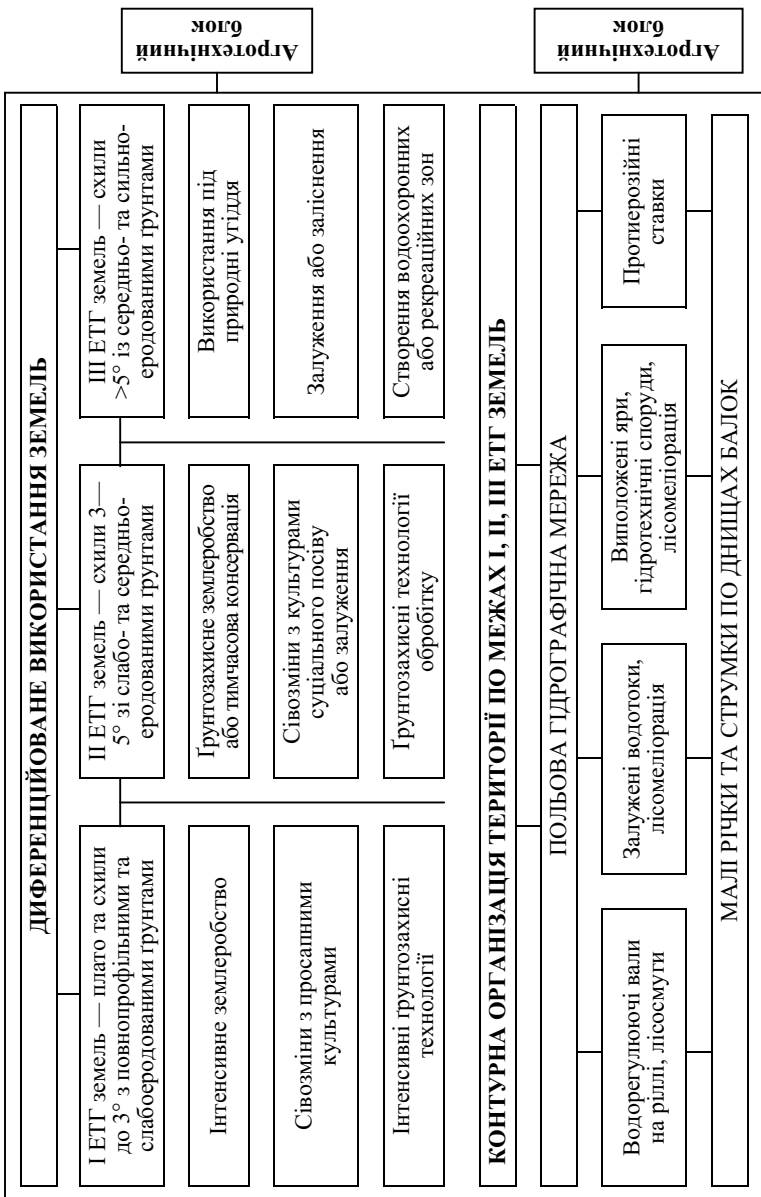 ДИФЕРЕНЦІЙОВАНЕ ВИКОРИСТАННЯ ЗЕМЕЛЬ
І ЕТГ земель — плато та схили
до 3° з повнопрофільними та
слабоеродованими ґрунтами
ІІ ЕТГ земель — схили 3—
5° зі слабо- та середньо-
еродованими ґрунтами
ІІІ ЕТГ земель — схили
>5° із середньо- та сильно-
еродованими ґрунтами
Інтенсивне землеробство
Ґрунтозахисне землеробство
або тимчасова консервація
Використання під
природні угіддя
Сівозміни з просапними
культурами
Сівозміни з культурами
суціального посіву
або залуження
Залуження або заліснення
Інтенсивні ґрунтозахисні
технології
Ґрунтозахисні технології
обробітку
Створення водоохоронних
або рекреаційних зон
Агротехнічний
блок
КОНТУРНА ОРГАНІЗАЦІЯ ТЕРИТОРІЇ ПО МЕЖАХ І, ІІ, ІІІ ЕТГ ЗЕМЕЛЬ
ПОЛЬОВА ГІДРОГРАФІЧНА МЕРЕЖА
Водорегулюючі вали
на ріллі, лісосмуги
Залужені водотоки,
лісомеліорація
Виположені яри,
гідротехнічні споруди,
лісомеліорація
Протиерозійні
ставки
МАЛІ РІЧКИ ТА СТРУМКИ ПО ДНИЩАХ БАЛОК
Агротехнічний
блок